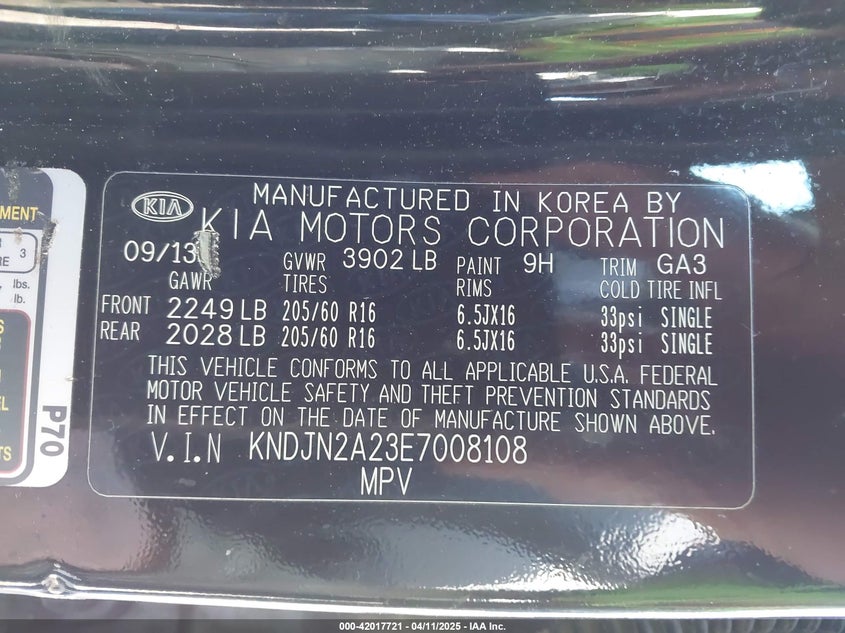 MENT
3
lbs.
lb.
P70
KIA
MANUFACTURED IN KOREA BY
KIA MOTORS CORPORATION
09/13 GVWR 3902 LB PAINT 9H TRIM GA3
GAWR TIRES RIMS COLD TIRE INFL
FRONT 2249 LB 205/60 R16 6.5JX16 33psi SINGLE
REAR 2028 LB 205/60 R16 6.5JX16 33psi SINGLE
THIS VEHICLE CONFORMS TO ALL APPLICABLE U.S.A. FEDERAL
MOTOR VEHICLE SAFETY AND THEFT PREVENTION STANDARDS
IN EFFECT ON THE DATE OF MANUFACTURE SHOWN ABOVE.
V.I.N KNDJN2A23E7008108
MPV
000-42017721 - 04/11/2025 - IAA Inc.